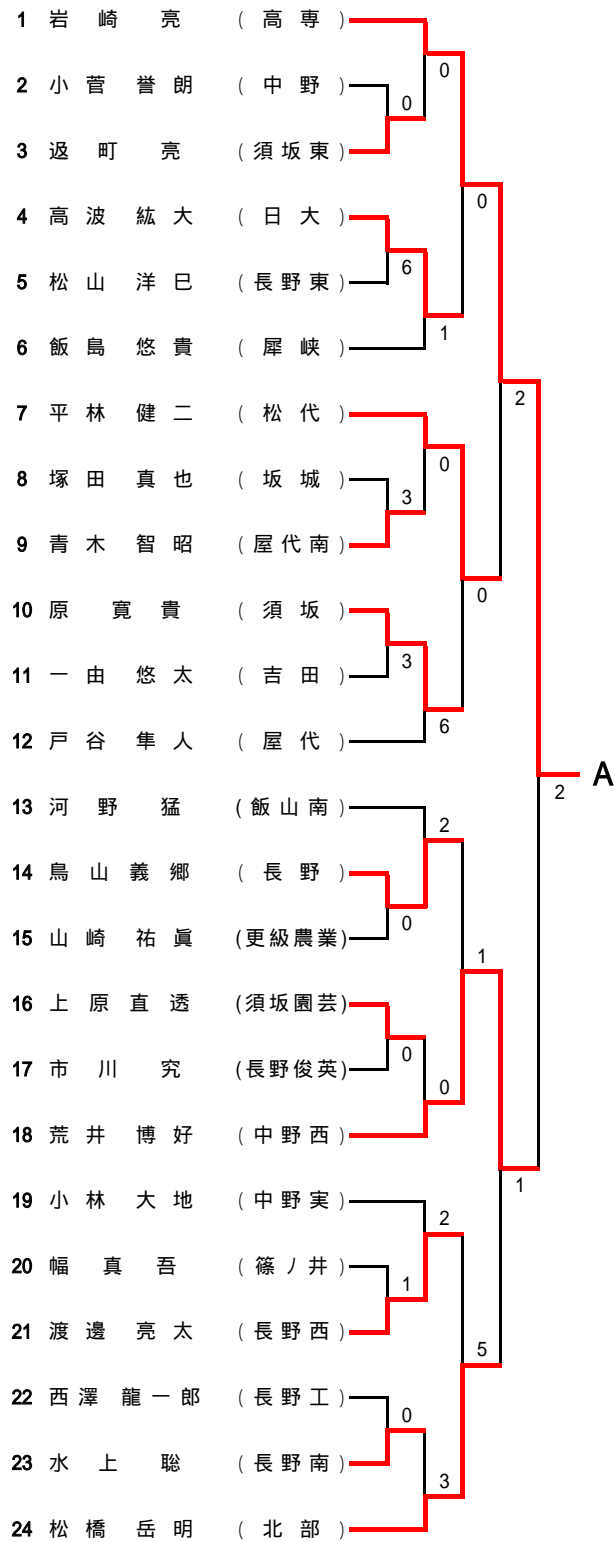 1 岩崎 亮 (高専)
0
2 小菅 誉朗 (中野)
0
3 返町 亮 (須坂東)
0
4 高波 紘大 (日大)
6
5 松山 洋巳 (長野東)
1
6 飯島 悠貴 (犀峡)
2
7 平林 健二 (松代)
0
8 塚田 真也 (坂城)
3
9 青木 智昭 (屋代南)
0
10 原 寛貴 (須坂)
3
11 一由 悠太 (吉田)
6
12 戸谷 隼人 (屋代)
A
2
13 河野 猛 (飯山南)
2
14 鳥山義郷 (長野)
0
15 山崎 祐眞 (更級農業)
1
16 上原直透 (須坂園芸)
0
17 市川 究 (長野俊英)
0
18 荒井 博好 (中野西)
1
19 小林 大地 (中野実)
2
20 幅 真吾 (篠ノ井)
1
21 渡邊 亮太 (長野西)
5
22 西澤 龍一郎 (長野工)
0
23 水上 聡 (長野南)
3
24 松橋 岳明 (北部)